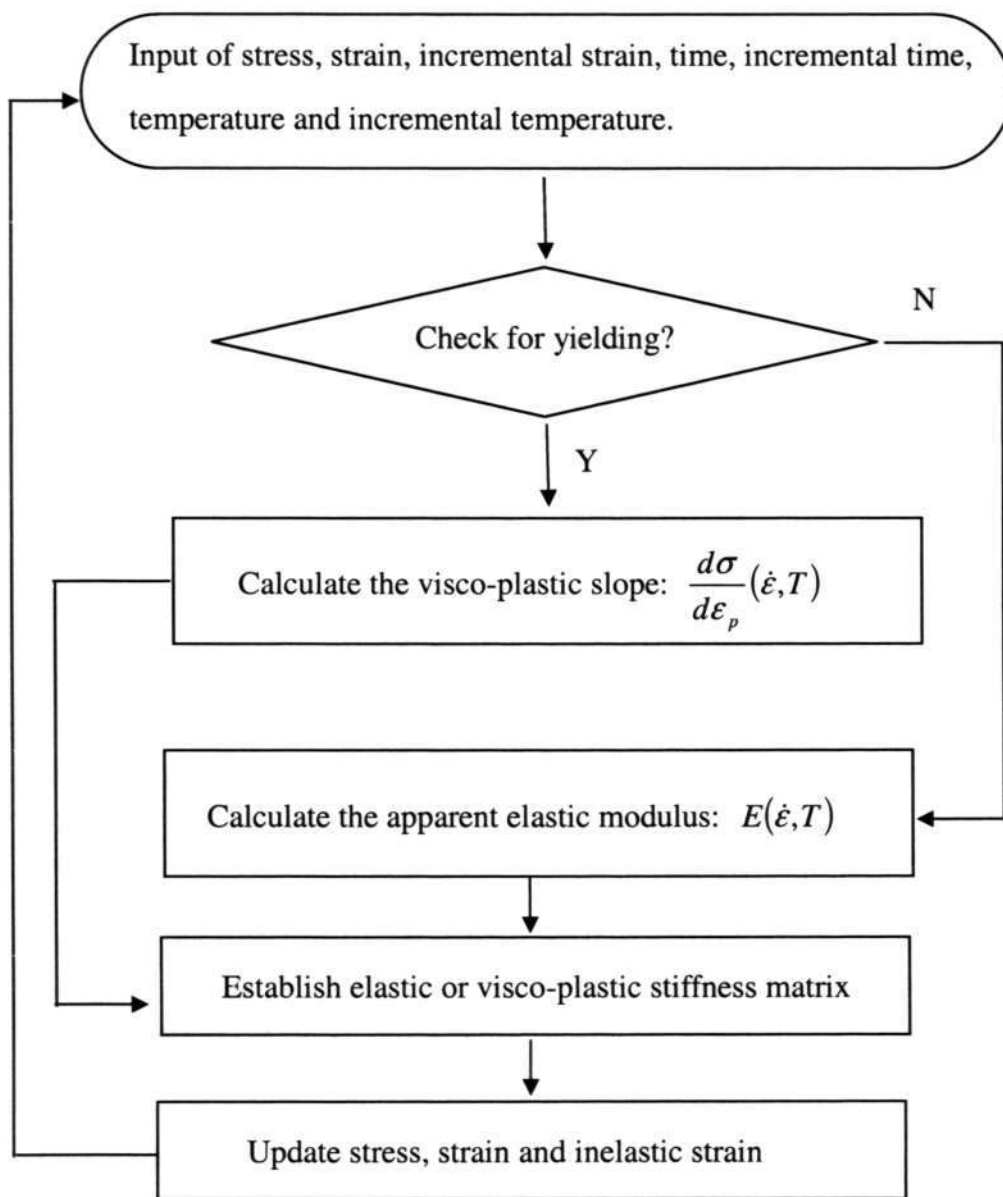 Input of stress, strain, incremental strain, time, incremental time,
temperature and incremental temperature.
N
Check for yielding?
Y
Calculate the visco-plastic slope: dσ/dε_p (ε̇,T)
Calculate the apparent elastic modulus: E(ε̇,T)
Establish elastic or visco-plastic stiffness matrix
Update stress, strain and inelastic strain